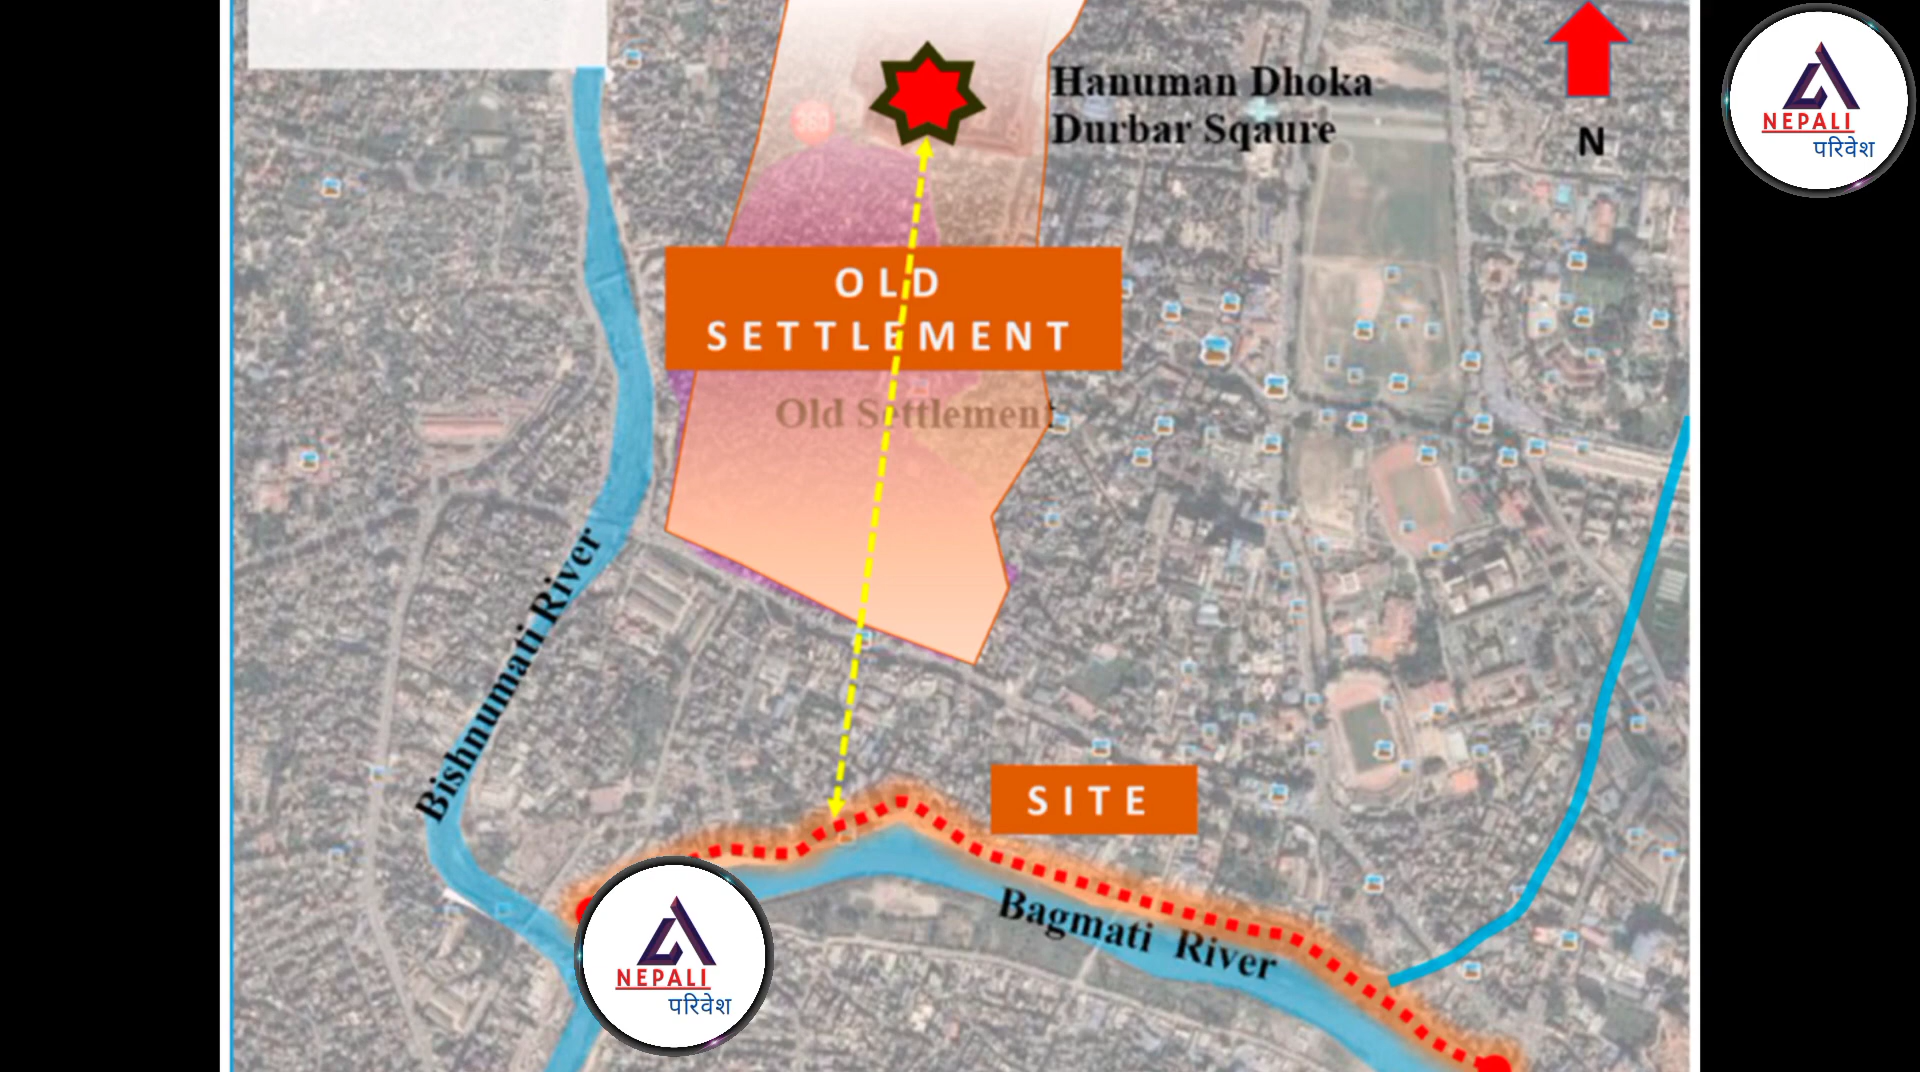 Hanuman Dhoka
Durbar Sqaure
N
NEPALI
परिवेश
OLD
SETTLEMENT
Old Settlement
Bishnumati River
SITE
Bagmati River
NEPALI
परिवेश